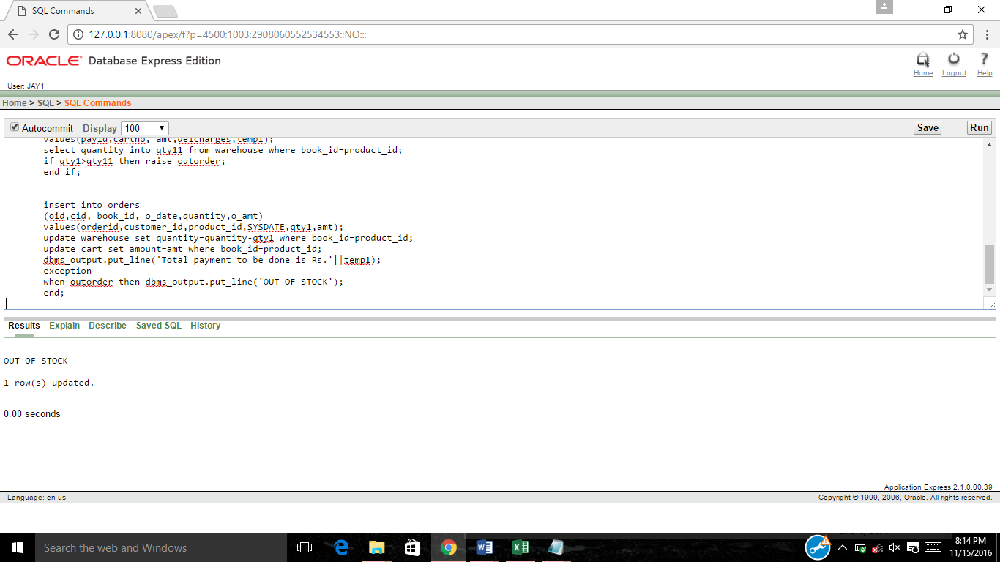 SQL Commands
127.0.0.1:8080/apex/f?p=4500:1003:2908060552534553::NO:::
ORACLE Database Express Edition
Home Logout Help
User: JAY1
Home > SQL > SQL Commands
Autocommit Display 100 Save Run
values(payid,cartno, amt,delcharges,temp1);
select quantity into qty11 from warehouse where book_id=product_id;
if qty1>qty11 then raise outorder;
end if;
insert into orders
(oid,cid, book_id, o_date,quantity,o_amt)
values(orderid,customer_id,product_id,SYSDATE,qty1,amt);
update warehouse set quantity=quantity-qty1 where book_id=product_id;
update cart set amount=amt where book_id=product_id;
dbms_output.put_line('Total payment to be done is Rs.'||temp1);
exception
when outorder then dbms_output.put_line('OUT OF STOCK');
end;
Results Explain Describe Saved SQL History
OUT OF STOCK
1 row(s) updated.
0.00 seconds
Application Express 2.1.0.00.39
Language: en-us Copyright © 1999, 2006, Oracle. All rights reserved.
Search the web and Windows
8:14 PM
11/15/2016